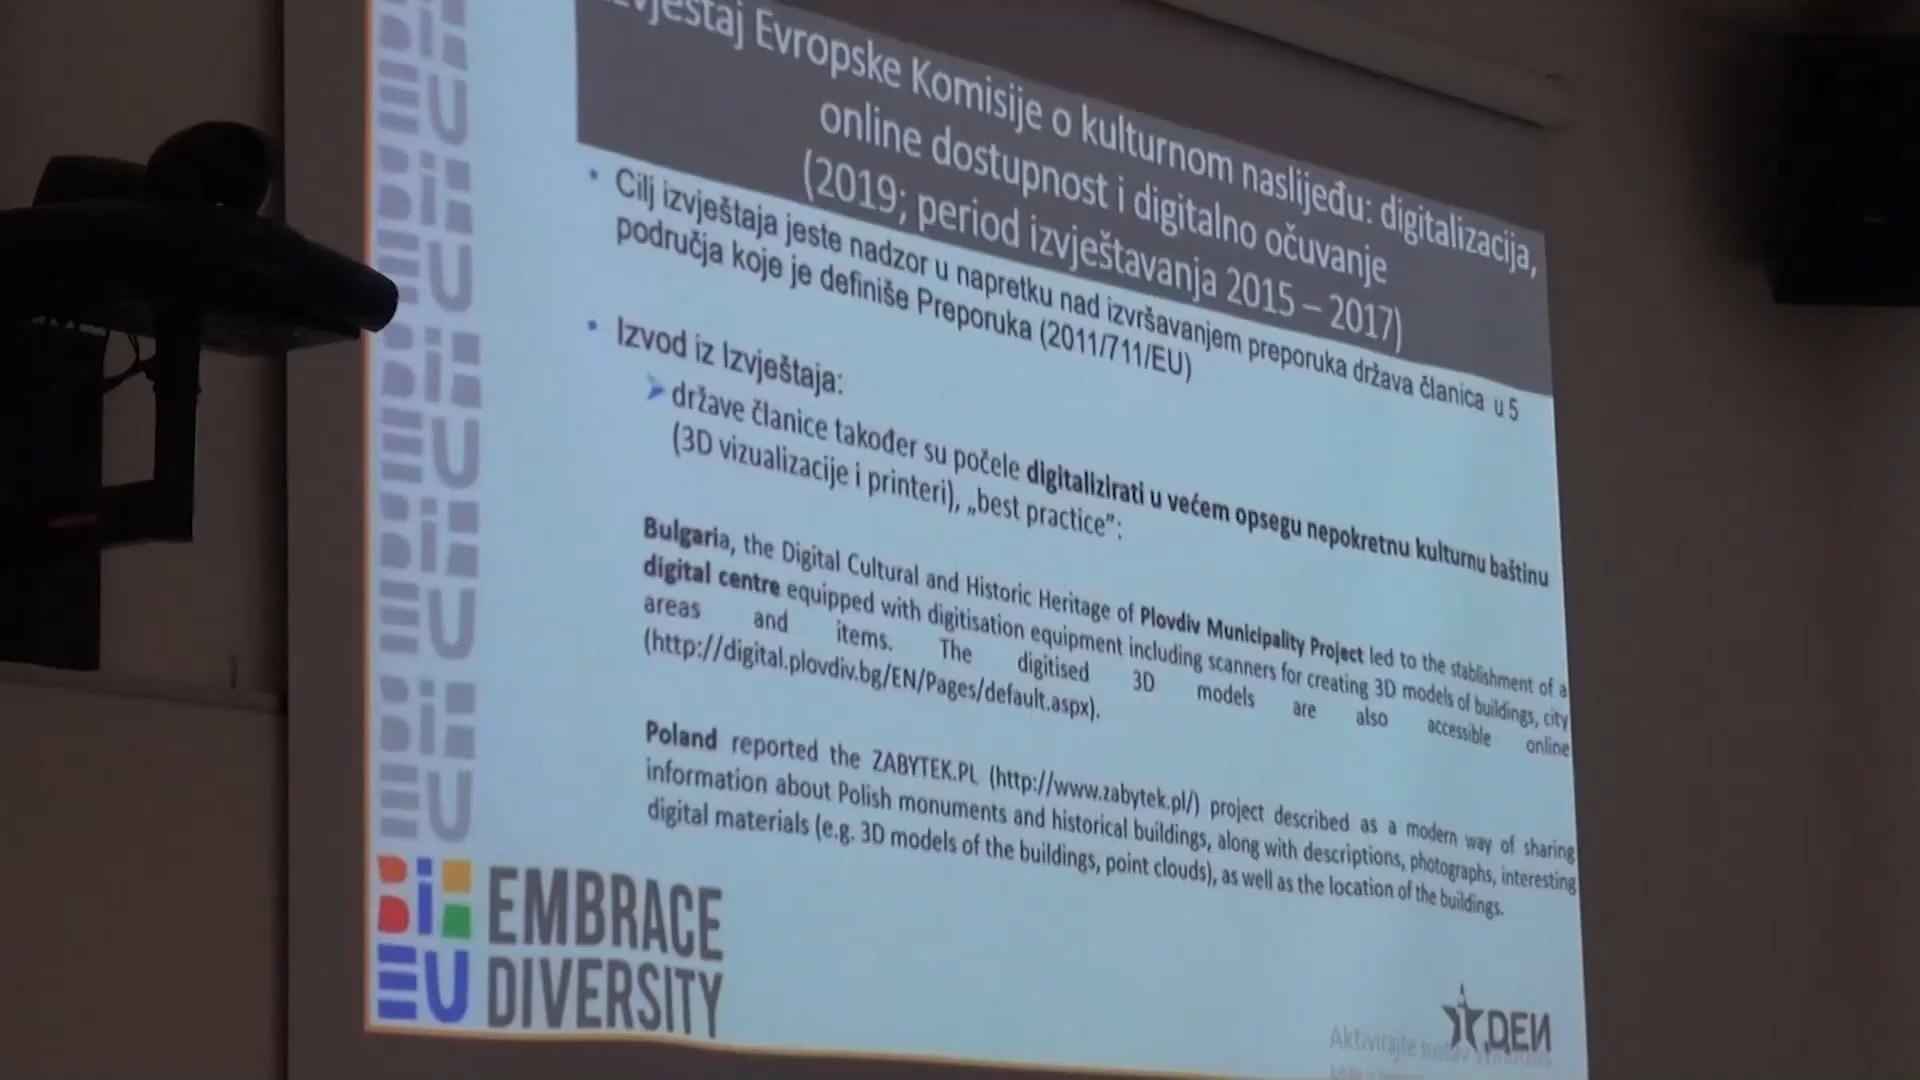 Izvještaj Evropske Komisije o kulturnom naslijeđu: digitalizacija,
online dostupnost i digitalno očuvanje
(2019; period izvještavanja 2015 – 2017)
• Cilj izvještaja jeste nadzor u napretku nad izvršavanjem preporuka država članica u 5
područja koje je definiše Preporuka (2011/711/EU)
• Izvod iz Izvještaja:
➤ države članice također su počele digitalizirati u većem opsegu nepokretnu kulturnu baštinu
(3D vizualizacije i printeri), „best practice”:
Bulgaria, the Digital Cultural and Historic Heritage of Plovdiv Municipality Project led to the stablishment of a
digital centre equipped with digitisation equipment including scanners for creating 3D models of buildings, city
areas and items. The digitised 3D models are also accessible online
(http://digital.plovdiv.bg/EN/Pages/default.aspx).
Poland reported the ZABYTEK.PL (http://www.zabytek.pl/) project described as a modern way of sharing
information about Polish monuments and historical buildings, along with descriptions, photographs, interesting
digital materials (e.g. 3D models of the buildings, point clouds), as well as the location of the buildings.
BiH EMBRACE
EU DIVERSITY
ДЕИ
Aktivirajte sustav Windows